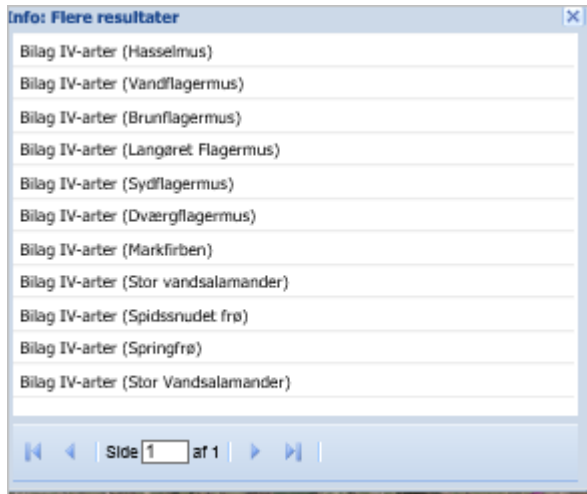 Info: Flere resultater
Bilag IV-arter (Hasselmus)
Bilag IV-arter (Vandflagermus)
Bilag IV-arter (Brunflagermus)
Bilag IV-arter (Langøret Flagermus)
Bilag IV-arter (Sydflagermus)
Bilag IV-arter (Dværgflagermus)
Bilag IV-arter (Markfirben)
Bilag IV-arter (Stor vandsalamander)
Bilag IV-arter (Spidssnudet frø)
Bilag IV-arter (Springfrø)
Bilag IV-arter (Stor Vandsalamander)
Side 1 af 1